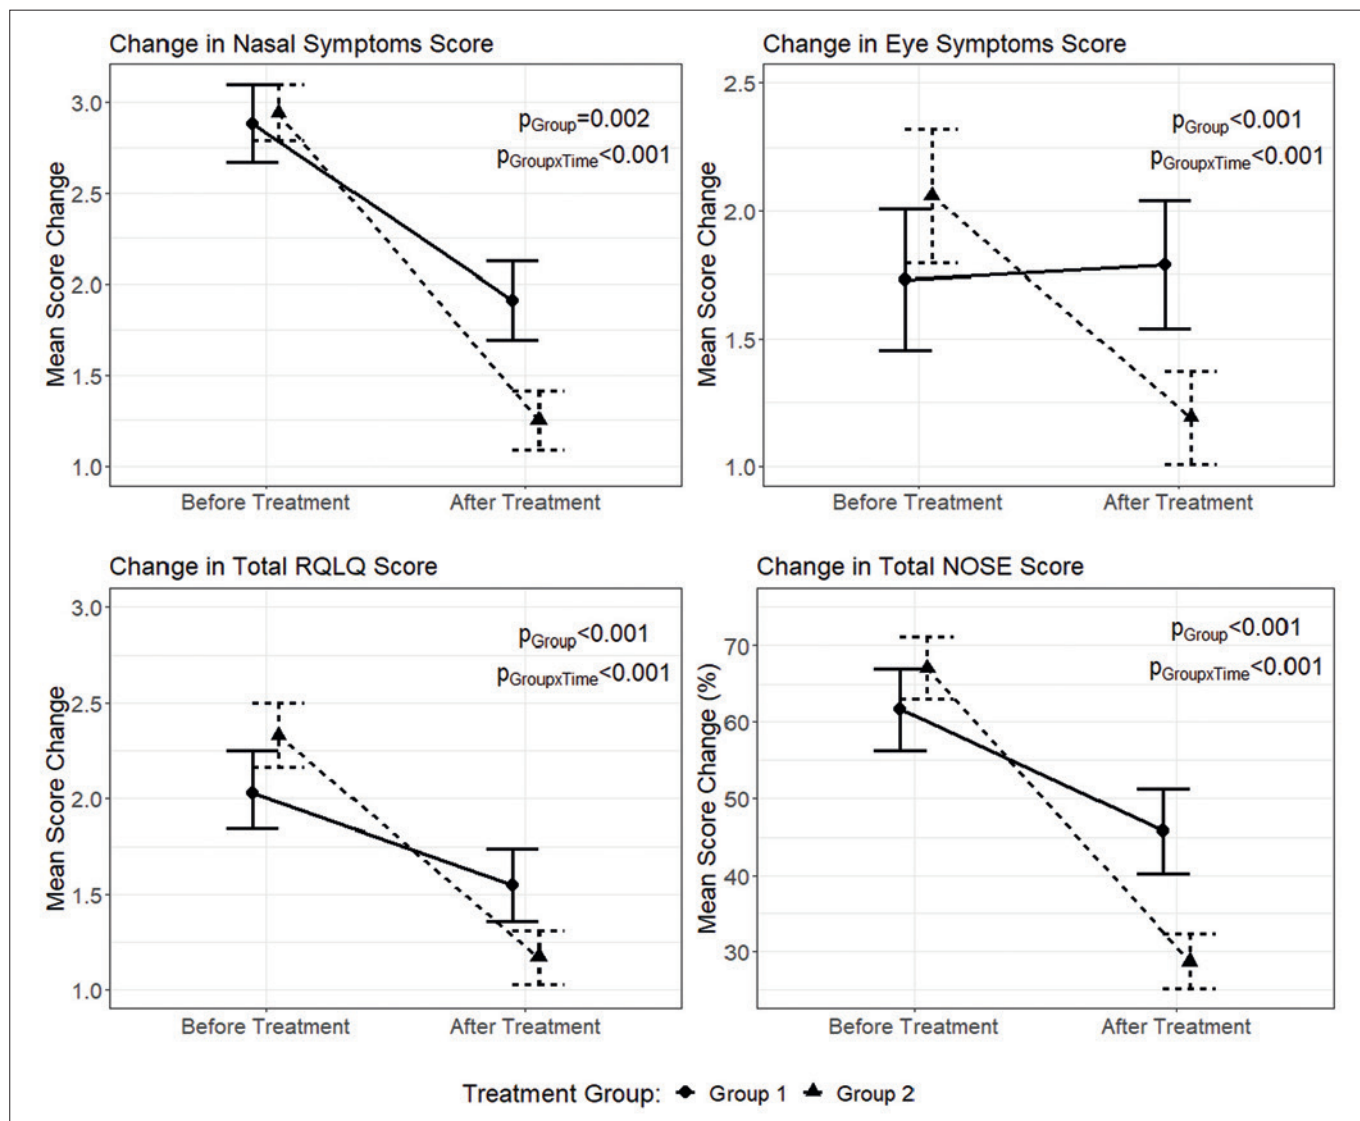 Change in Nasal Symptoms Score
Mean Score Change
3.0
2.5
2.0
1.5
1.0
pGroup=0.002
pGroupxTime<0.001
Before Treatment
After Treatment
Change in Eye Symptoms Score
Mean Score Change
2.5
2.0
1.5
1.0
pGroup<0.001
pGroupxTime<0.001
Before Treatment
After Treatment
Change in Total RQLQ Score
Mean Score Change
3.0
2.5
2.0
1.5
1.0
pGroup<0.001
pGroupxTime<0.001
Before Treatment
After Treatment
Change in Total NOSE Score
Mean Score Change (%)
70
60
50
40
30
pGroup<0.001
pGroupxTime<0.001
Before Treatment
After Treatment
Treatment Group: Group 1 Group 2